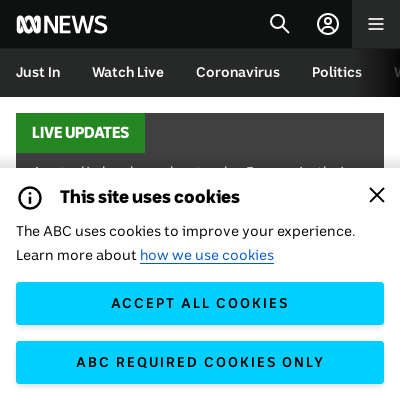 NEWS
Just In Watch Live Coronavirus Politics
LIVE UPDATES
This site uses cookies
The ABC uses cookies to improve your experience.
Learn more about how we use cookies
ACCEPT ALL COOKIES
ABC REQUIRED COOKIES ONLY